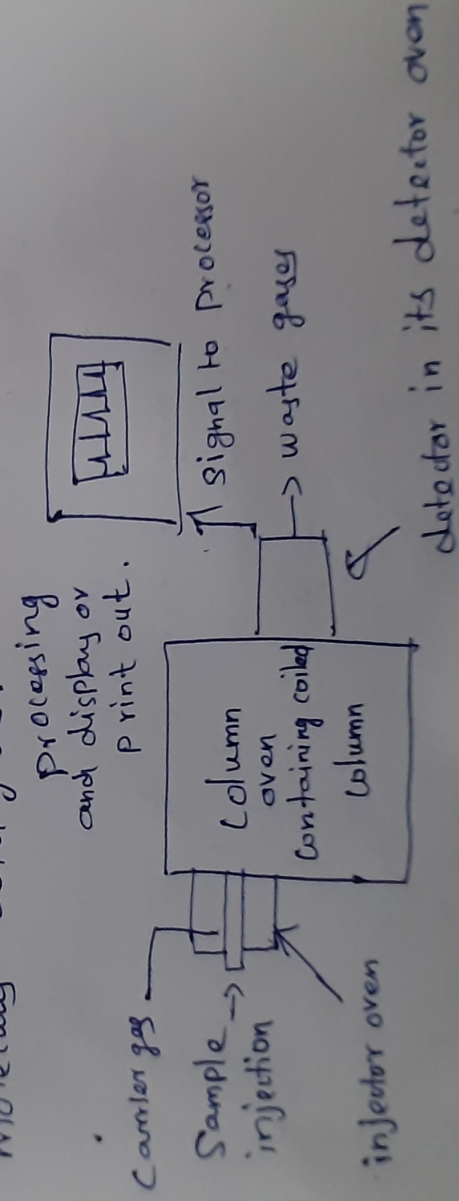 processing
and display or
print out.
Signal to processor
Carrier gas
Sample →
injection
Column
oven
Containing coiled
Column
→ waste gases
injector oven
detector in its detector oven